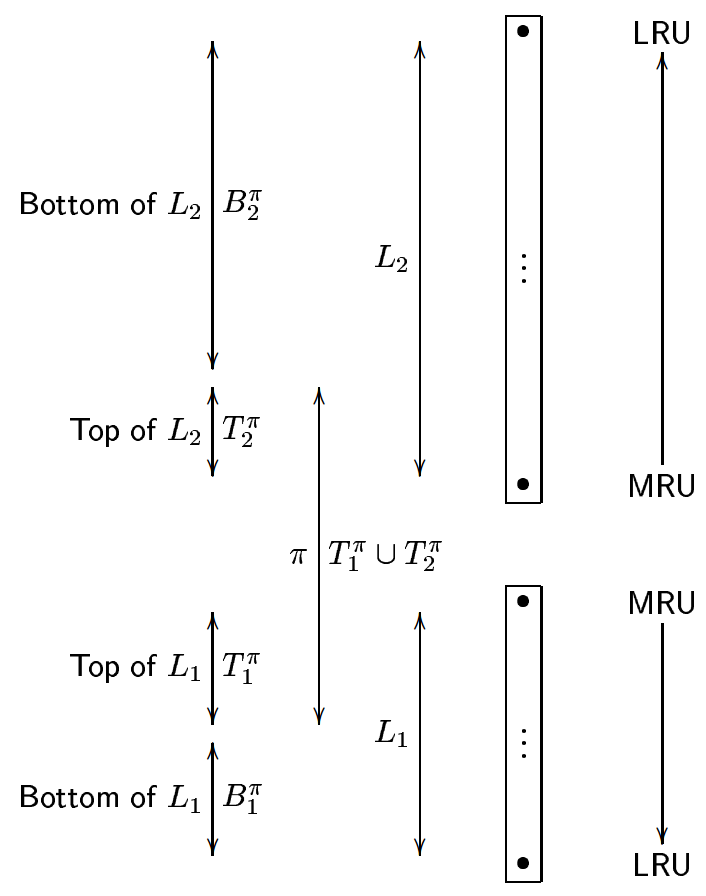 LRU
Bottom of $L_2$ $B_2^\pi$
$L_2$
⋮
Top of $L_2$ $T_2^\pi$
MRU
$\pi$ $T_1^\pi \cup T_2^\pi$
MRU
Top of $L_1$ $T_1^\pi$
$L_1$
⋮
Bottom of $L_1$ $B_1^\pi$
LRU